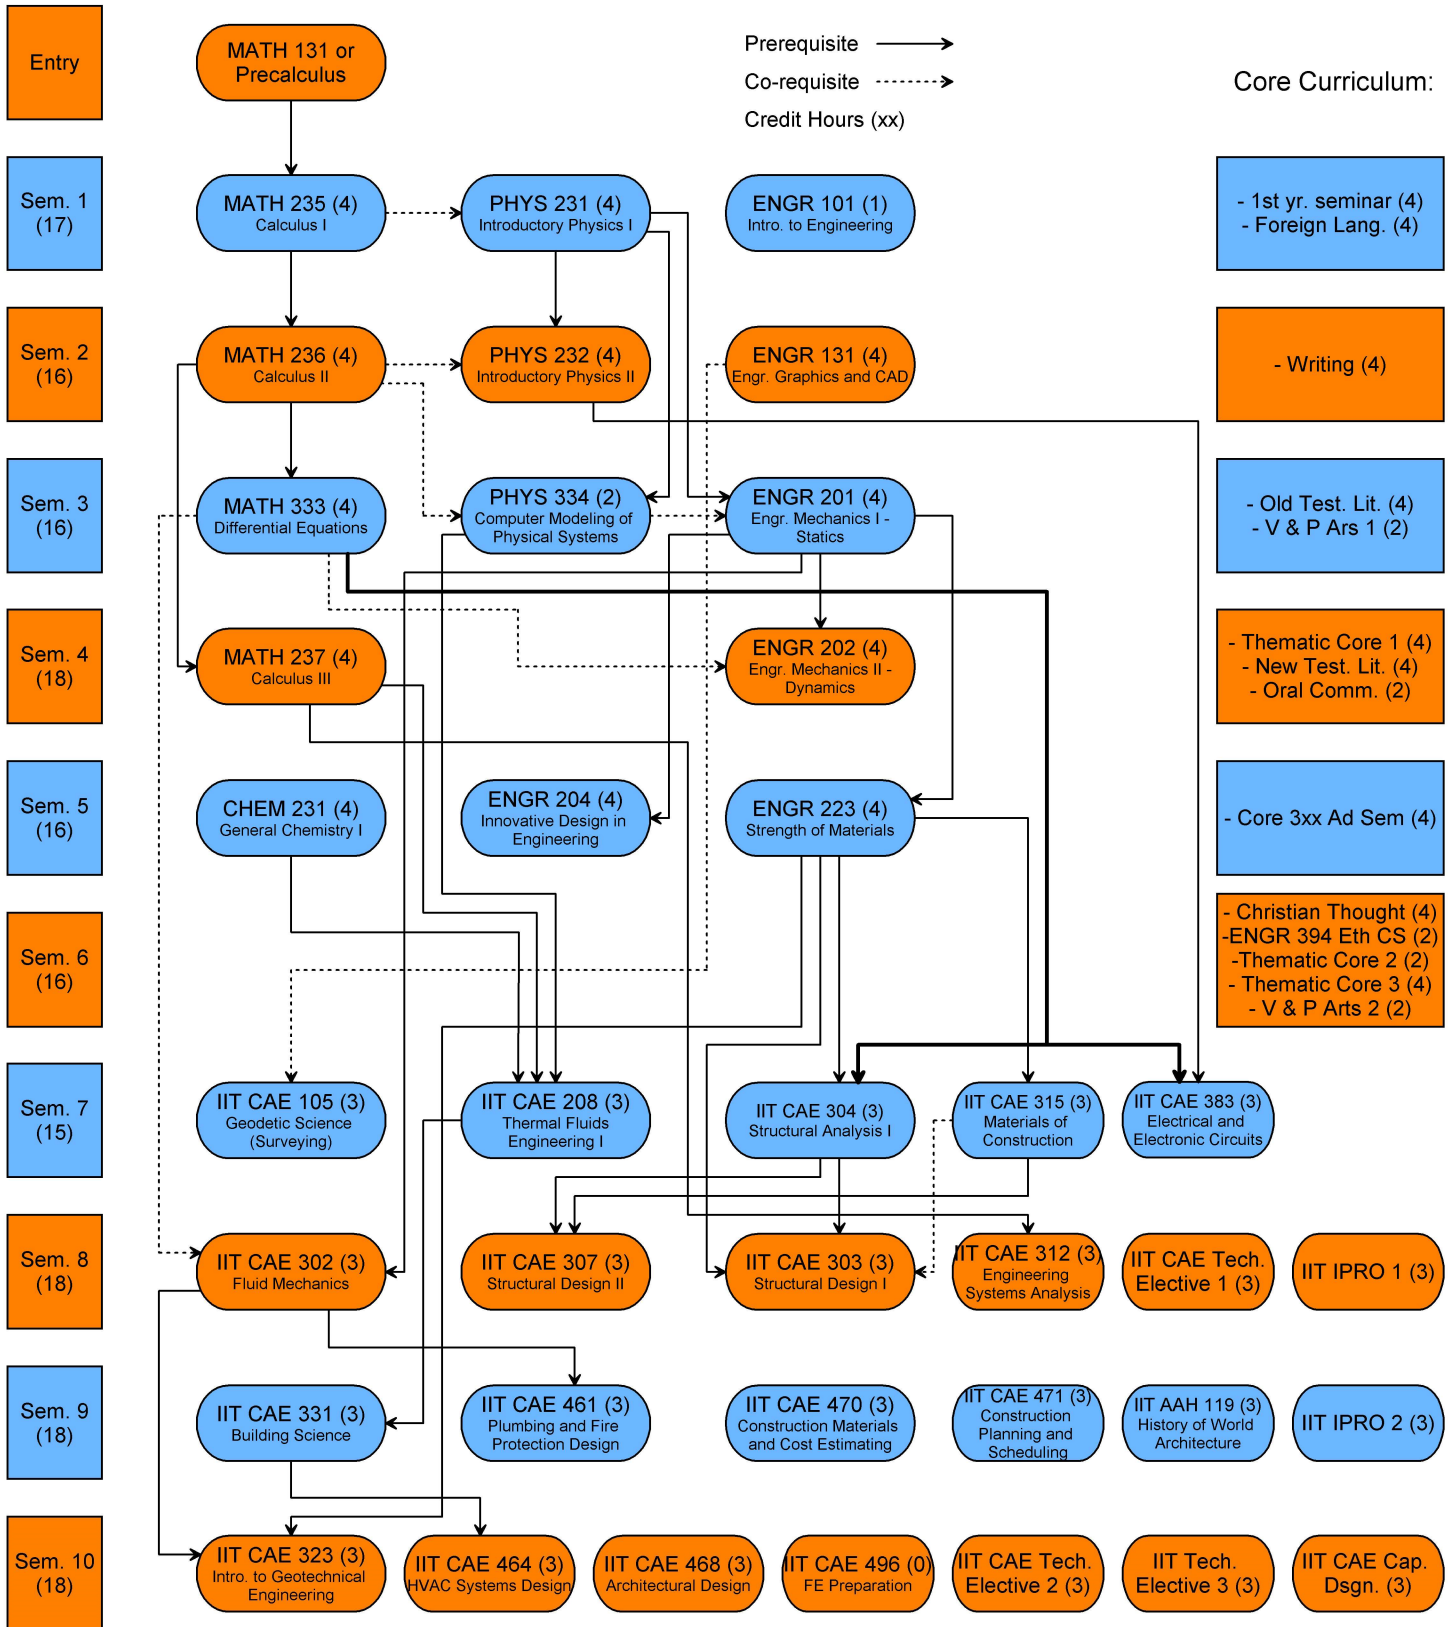 Entry
MATH 131 or
Precalculus
Prerequisite
Co-requisite
Credit Hours (xx)
Core Curriculum:
Sem. 1
(17)
MATH 235 (4)
Calculus I
PHYS 231 (4)
Introductory Physics I
ENGR 101 (1)
Intro. to Engineering
- 1st yr. seminar (4)
- Foreign Lang. (4)
Sem. 2
(16)
MATH 236 (4)
Calculus II
PHYS 232 (4)
Introductory Physics II
ENGR 131 (4)
Engr. Graphics and CAD
- Writing (4)
Sem. 3
(16)
MATH 333 (4)
Differential Equations
PHYS 334 (2)
Computer Modeling of
Physical Systems
ENGR 201 (4)
Engr. Mechanics I -
Statics
- Old Test. Lit. (4)
- V & P Ars 1 (2)
Sem. 4
(18)
MATH 237 (4)
Calculus III
ENGR 202 (4)
Engr. Mechanics II -
Dynamics
- Thematic Core 1 (4)
- New Test. Lit. (4)
- Oral Comm. (2)
Sem. 5
(16)
CHEM 231 (4)
General Chemistry I
ENGR 204 (4)
Innovative Design in
Engineering
ENGR 223 (4)
Strength of Materials
- Core 3xx Ad Sem (4)
Sem. 6
(16)
- Christian Thought (4)
-ENGR 394 Eth CS (2)
-Thematic Core 2 (2)
- Thematic Core 3 (4)
- V & P Arts 2 (2)
Sem. 7
(15)
IIT CAE 105 (3)
Geodetic Science
(Surveying)
IIT CAE 208 (3)
Thermal Fluids
Engineering I
IIT CAE 304 (3)
Structural Analysis I
IIT CAE 315 (3)
Materials of
Construction
IIT CAE 383 (3)
Electrical and
Electronic Circuits
Sem. 8
(18)
IIT CAE 302 (3)
Fluid Mechanics
IIT CAE 307 (3)
Structural Design II
IIT CAE 303 (3)
Structural Design I
IIT CAE 312 (3)
Engineering
Systems Analysis
IIT CAE Tech.
Elective 1 (3)
IIT IPRO 1 (3)
Sem. 9
(18)
IIT CAE 331 (3)
Building Science
IIT CAE 461 (3)
Plumbing and Fire
Protection Design
IIT CAE 470 (3)
Construction Materials
and Cost Estimating
IIT CAE 471 (3)
Construction
Planning and
Scheduling
IIT AAH 119 (3)
History of World
Architecture
IIT IPRO 2 (3)
Sem. 10
(18)
IIT CAE 323 (3)
Intro. to Geotechnical
Engineering
IIT CAE 464 (3)
HVAC Systems Design
IIT CAE 468 (3)
Architectural Design
IIT CAE 496 (0)
FE Preparation
IIT CAE Tech.
Elective 2 (3)
IIT Tech.
Elective 3 (3)
IIT CAE Cap.
Dsgn. (3)